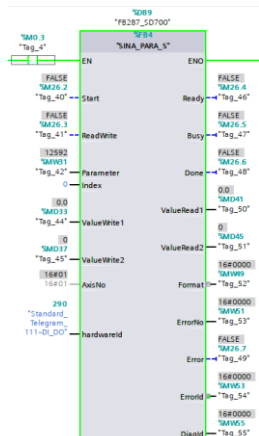 %DB9
"FB287_SD700"
%M0.3
"Tag_4"
%FB4
"SINA_PARA_S"
EN
ENO
FALSE
%M26.2
"Tag_40"
Start
FALSE
%M26.3
"Tag_41"
ReadWrite
12592
%MW31
"Tag_42"
Parameter
0
Index
0.0
%MD33
"Tag_44"
ValueWrite1
0
%MD37
"Tag_45"
ValueWrite2
16#01
16#01
AxisNo
290
"Standard_
Telegram_
111~DI_DO"
hardwareId
FALSE
%M26.4
Ready
"Tag_46"
FALSE
%M26.5
Busy
"Tag_47"
FALSE
%M26.6
Done
"Tag_48"
0.0
%MD41
ValueRead1
"Tag_50"
0
%MD45
ValueRead2
"Tag_51"
16#0000
%MW49
Format
"Tag_52"
16#0000
%MW51
ErrorNo
"Tag_53"
FALSE
%M26.7
Error
"Tag_49"
16#0000
%MW53
ErrorId
"Tag_54"
16#0000
%MW55
DiagId
"Tag_55"